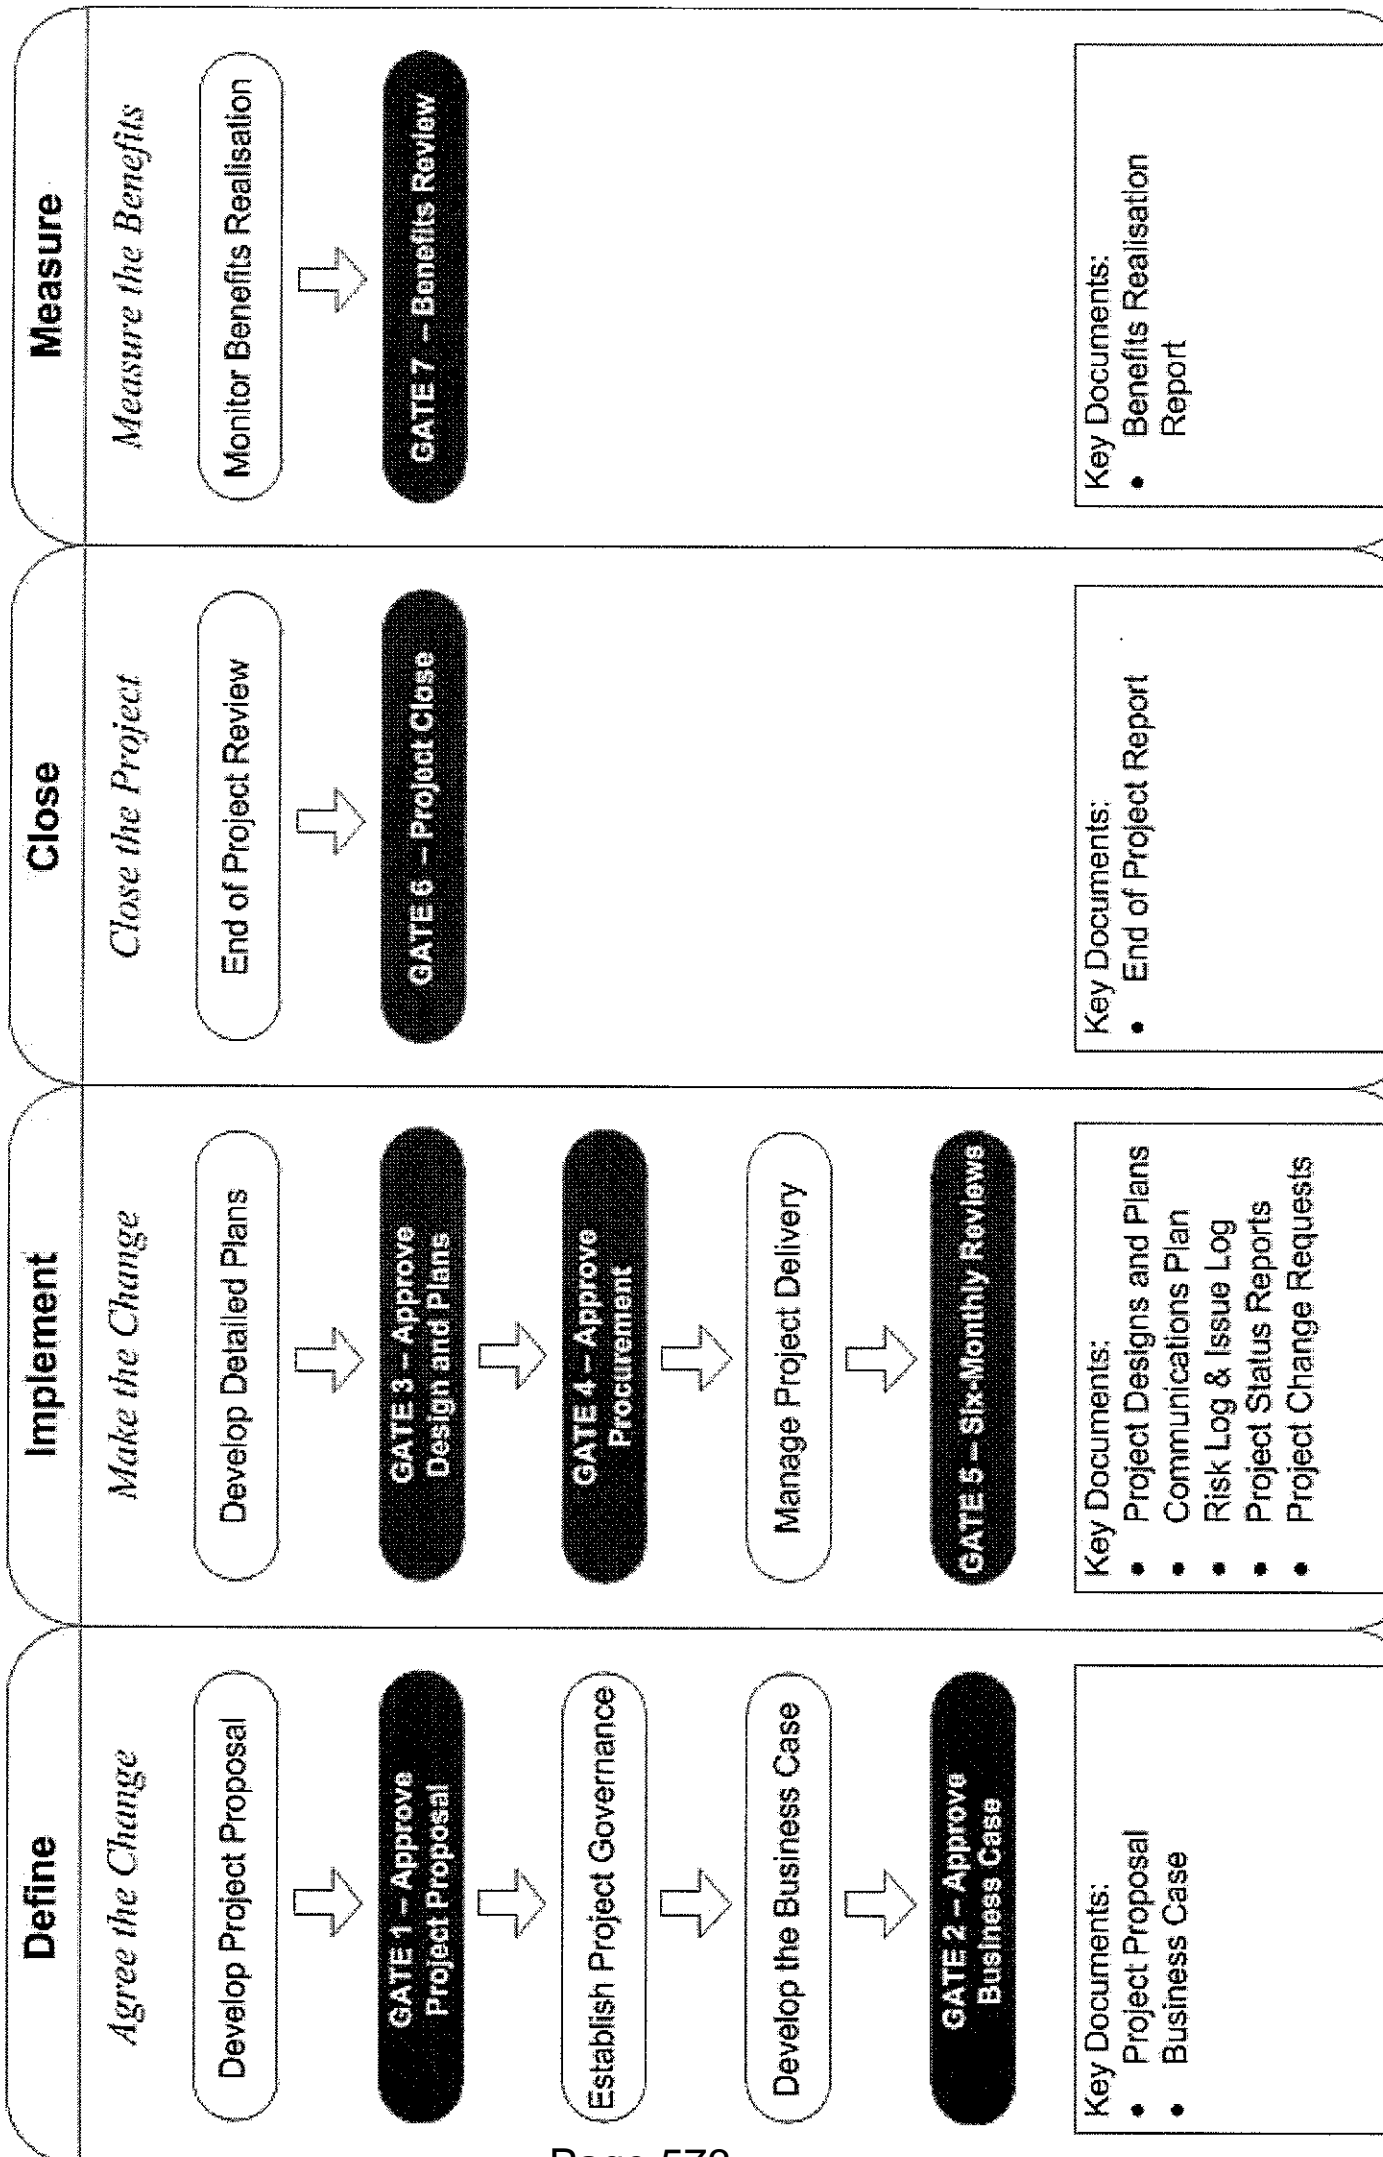 Define
Agree the Change
Develop Project Proposal
GATE 1 – Approve
Project Proposal
Establish Project Governance
Develop the Business Case
GATE 2 – Approve
Business Case
Key Documents:
• Project Proposal
• Business Case
Implement
Make the Change
Develop Detailed Plans
GATE 3 – Approve
Design and Plans
GATE 4 – Approve
Procurement
Manage Project Delivery
GATE 5 – Six-Monthly Reviews
Key Documents:
• Project Designs and Plans
• Communications Plan
• Risk Log & Issue Log
• Project Status Reports
• Project Change Requests
Close
Close the Project
End of Project Review
GATE 6 – Project Close
Key Documents:
• End of Project Report
Measure
Measure the Benefits
Monitor Benefits Realisation
GATE 7 – Benefits Review
Key Documents:
• Benefits Realisation
Report